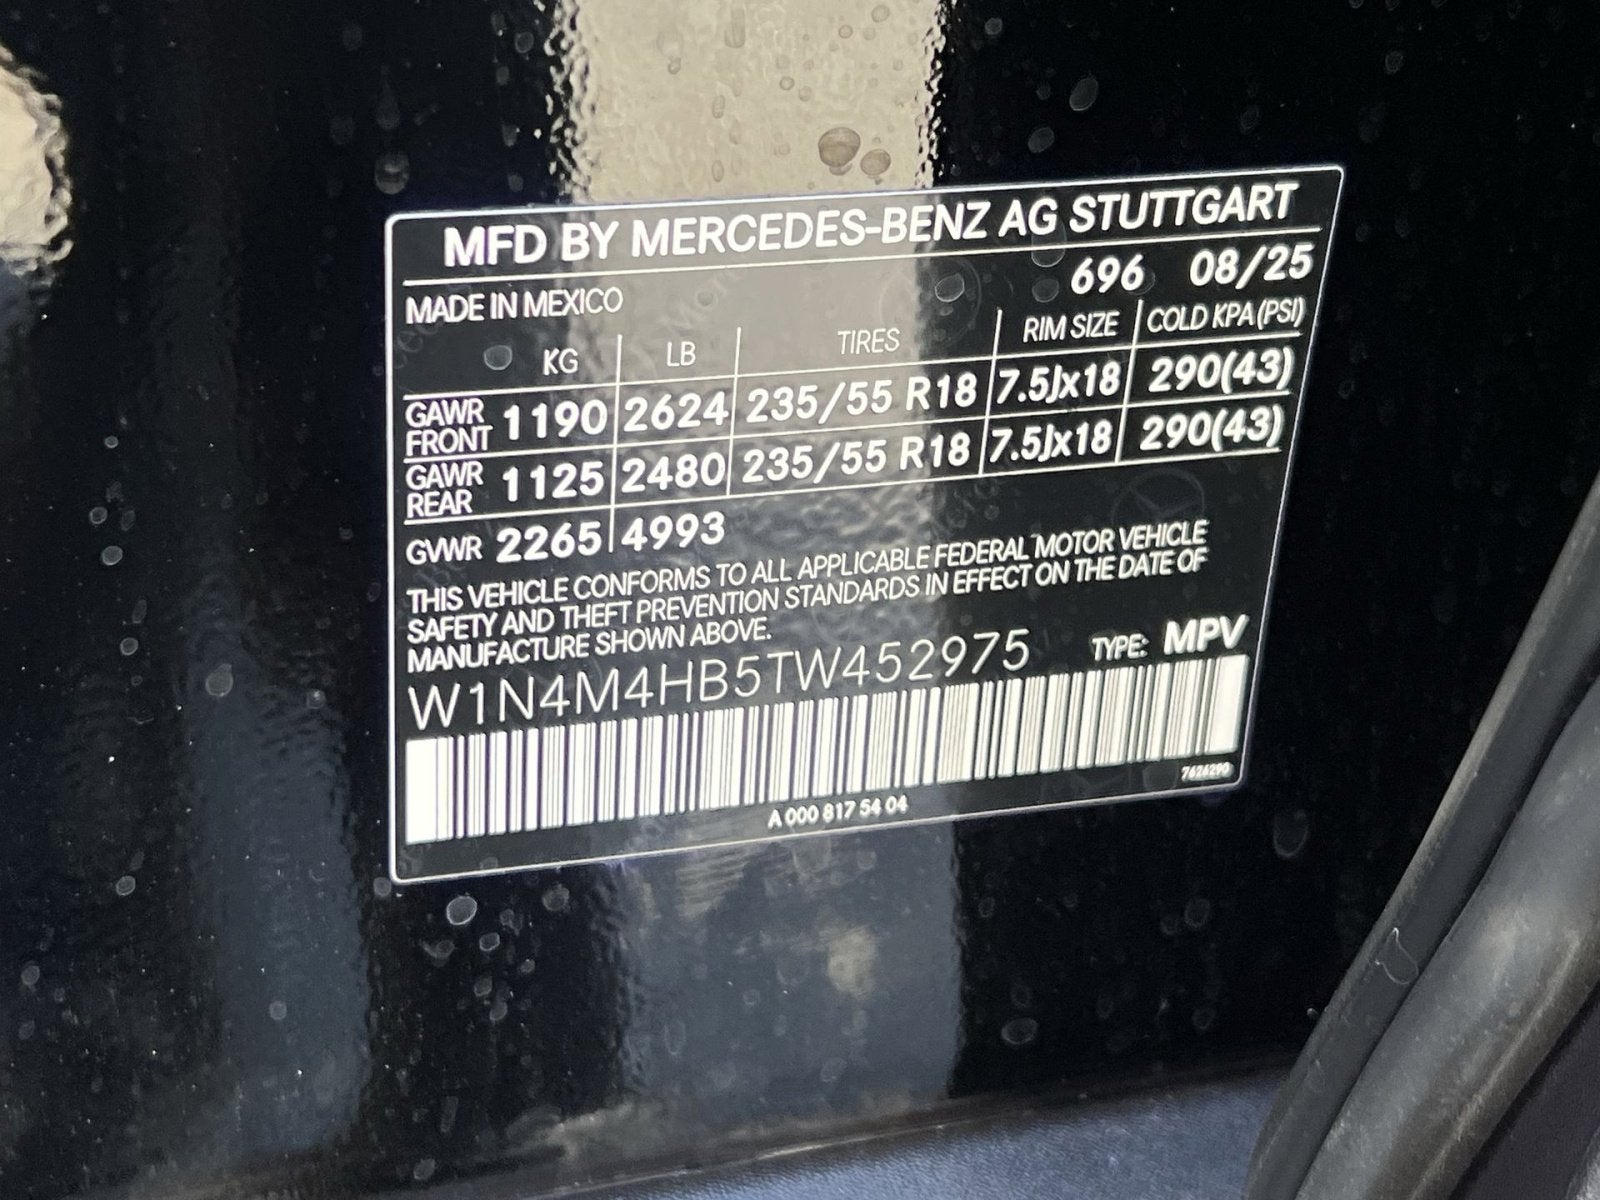 MFD BY MERCEDES-BENZ AG STUTTGART
696 08/25
MADE IN MEXICO
KG LB TIRES RIM SIZE COLD KPA (PSI)
GAWR FRONT 1190 2624 235/55 R18 7.5Jx18 290(43)
GAWR REAR 1125 2480 235/55 R18 7.5Jx18 290(43)
GVWR 2265 4993
THIS VEHICLE CONFORMS TO ALL APPLICABLE FEDERAL MOTOR VEHICLE
SAFETY AND THEFT PREVENTION STANDARDS IN EFFECT ON THE DATE OF
MANUFACTURE SHOWN ABOVE.
W1N4M4HB5TW452975 TYPE: MPV
7626290
A 000 817 54 04